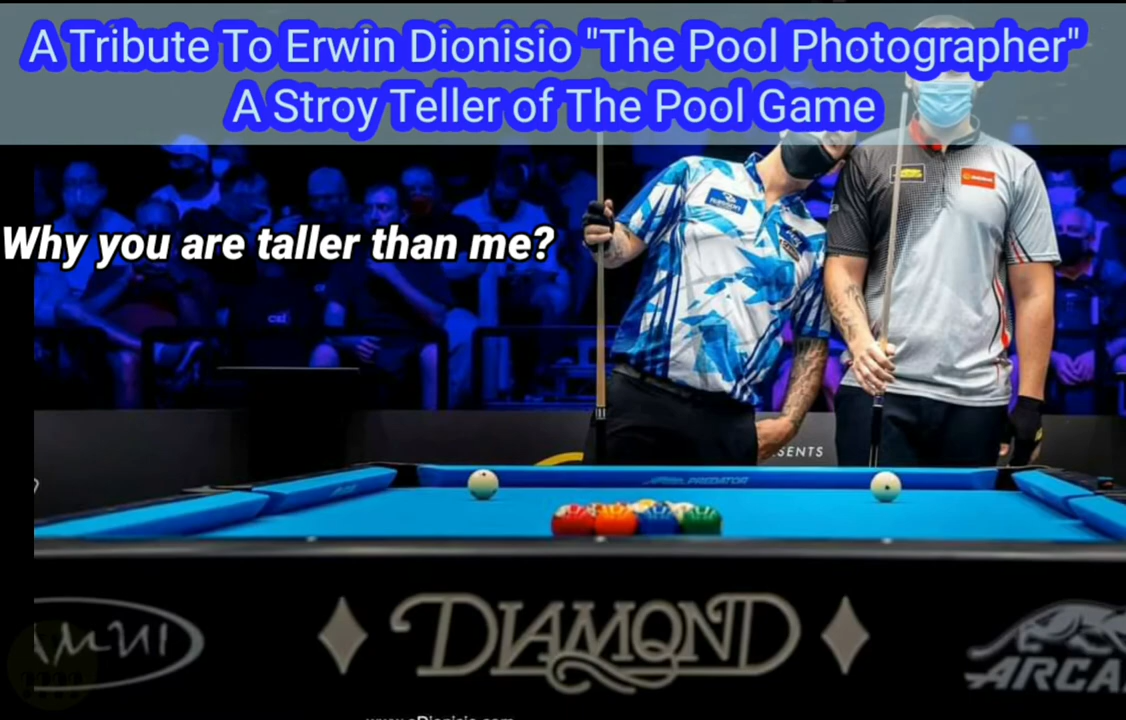 A Tribute To Erwin Dionisio "The Pool Photographer"
A Stroy Teller of The Pool Game
Why you are taller than me?
SENTS
PREDATOR
DIAMOND
ARCA